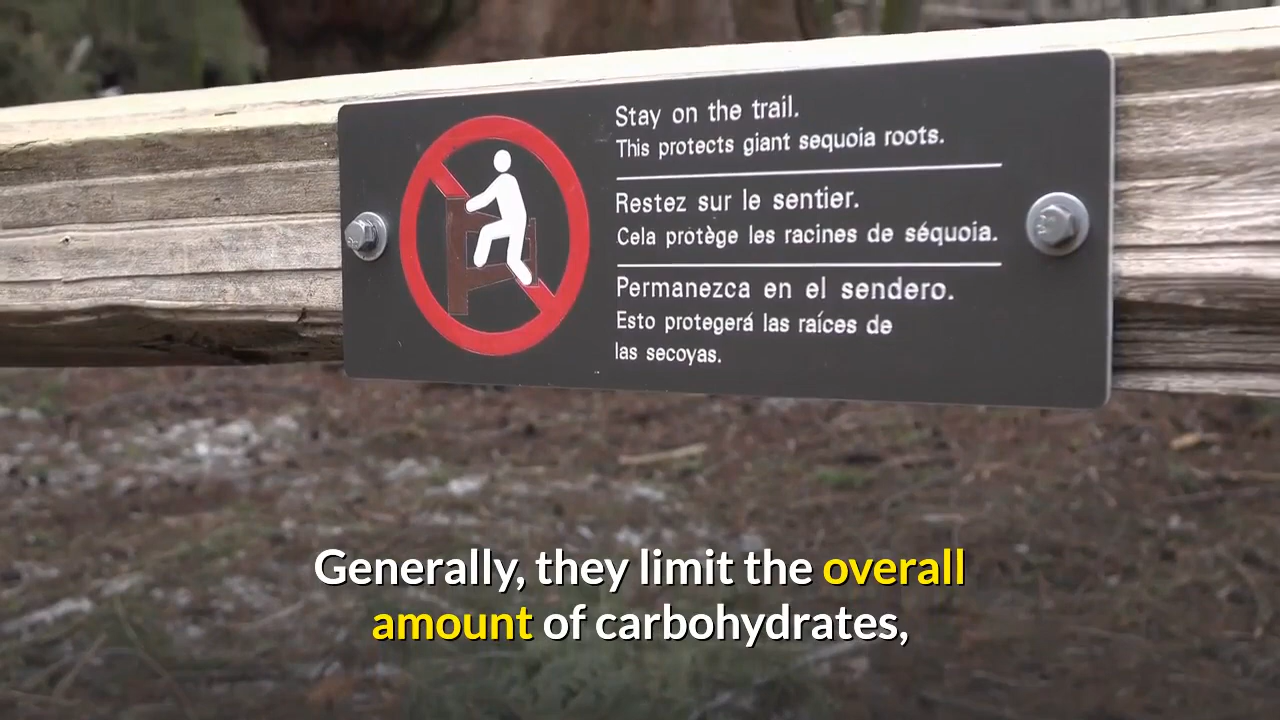 Stay on the trail.
This protects giant sequoia roots.
Restez sur le sentier.
Cela protège les racines de séquoia.
Permanezca en el sendero.
Esto protegerá las raíces de
las secoyas.
Generally, they limit the overall
amount of carbohydrates,